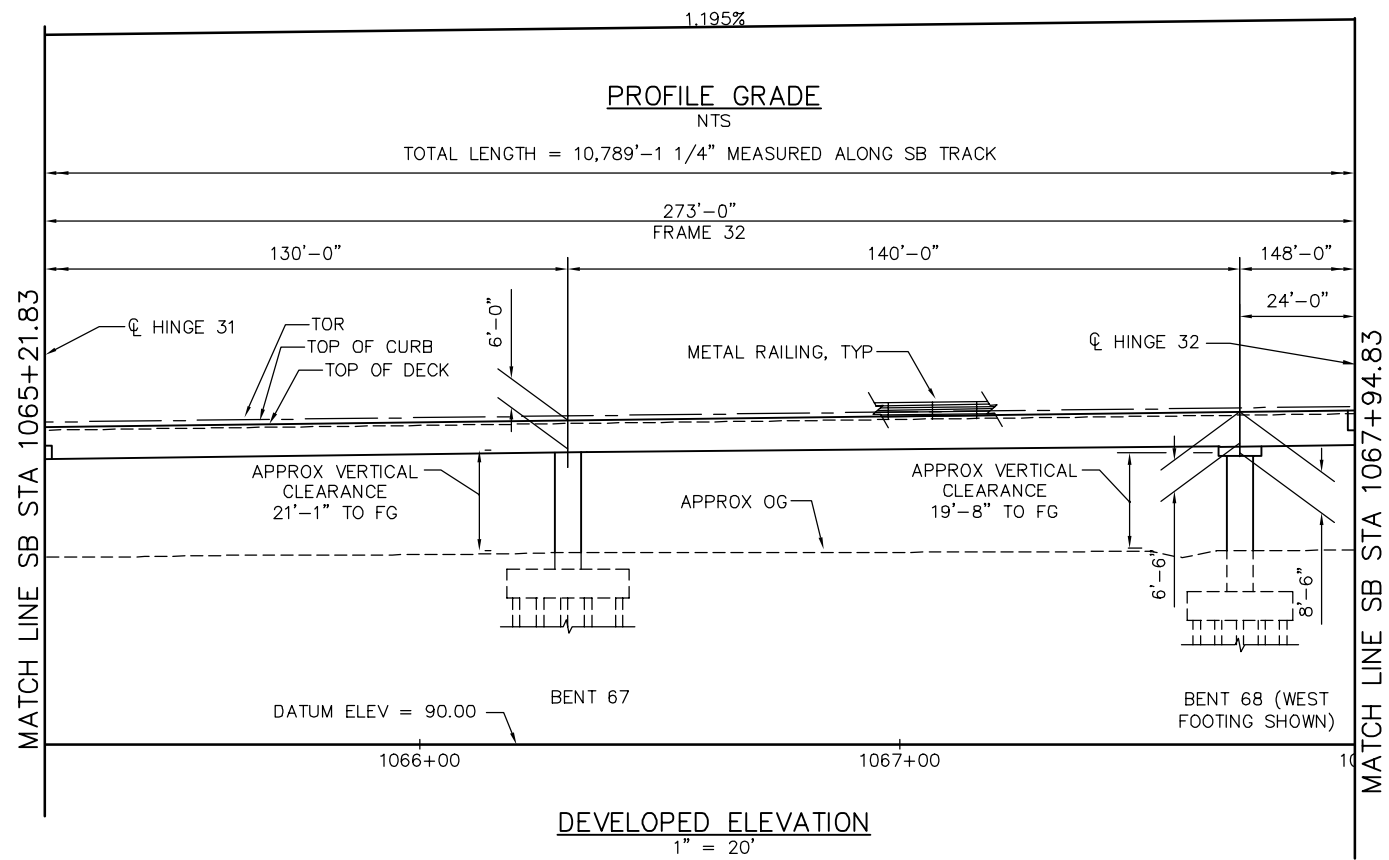 1.195%
PROFILE GRADE
NTS
TOTAL LENGTH = 10,789'-1 1/4" MEASURED ALONG SB TRACK
273'-0"
FRAME 32
130'-0"
140'-0"
148'-0"
24'-0"
MATCH LINE SB STA 1065+21.83
℄ HINGE 31
TOR
TOP OF CURB
TOP OF DECK
6'-0"
METAL RAILING, TYP
℄ HINGE 32
MATCH LINE SB STA 1067+94.83
APPROX VERTICAL
CLEARANCE
21'-1" TO FG
APPROX OG
APPROX VERTICAL
CLEARANCE
19'-8" TO FG
6'-6"
8'-6"
BENT 67
BENT 68 (WEST
FOOTING SHOWN)
DATUM ELEV = 90.00
1066+00
1067+00
10
DEVELOPED ELEVATION
1" = 20'